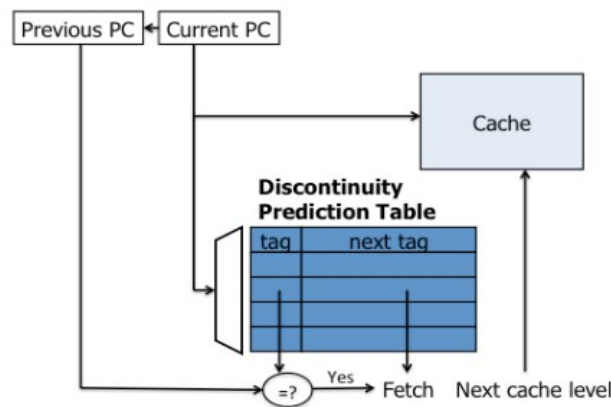 Previous PC
Current PC
Cache
Discontinuity
Prediction Table
tag
next tag
=?
Yes
Fetch
Next cache level